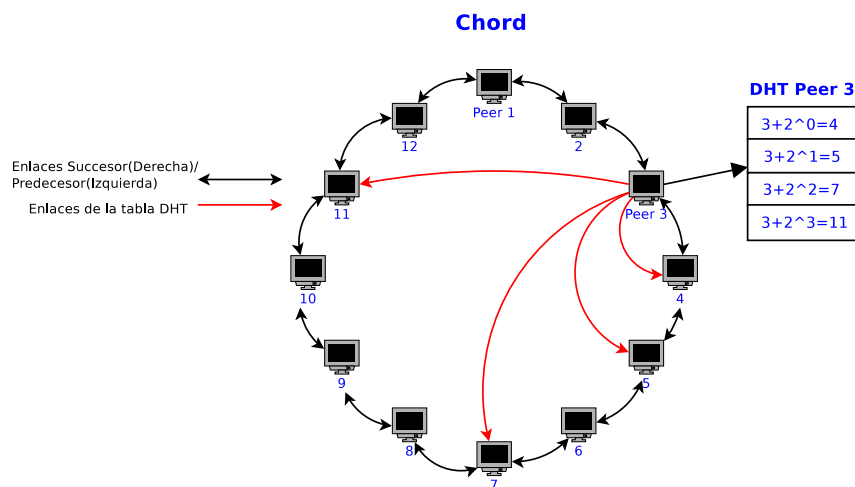 Chord
DHT Peer 3
3+2^0=4
3+2^1=5
3+2^2=7
3+2^3=11
Enlaces Succesor(Derecha)/
Predecesor(Izquierda)
Enlaces de la tabla DHT
Peer 1
2
Peer 3
4
5
6
7
8
9
10
11
12